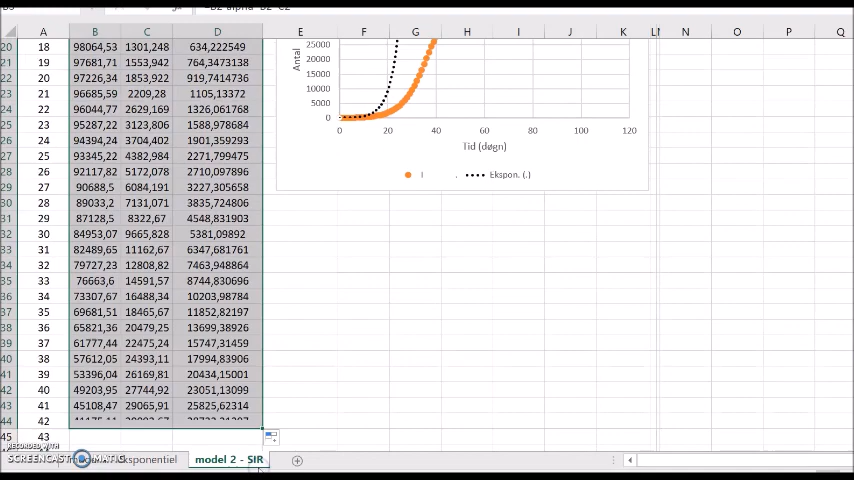 A B C D E F G H I J K L N O P Q
20 18 98064,53 1301,248 634,222549
21 19 97681,71 1553,942 764,3473138
22 20 97226,34 1853,922 919,7414736
23 21 96685,59 2209,28 1105,13372
24 22 96044,77 2629,169 1326,061768
25 23 95287,22 3123,806 1588,978684
26 24 94394,24 3704,402 1901,359293
27 25 93345,22 4382,984 2271,799475
28 26 92117,82 5172,078 2710,097896
29 27 90688,5 6084,191 3227,305658
30 28 89033,2 7131,071 3835,724806
31 29 87128,5 8322,67 4548,831903
32 30 84953,07 9665,828 5381,09892
33 31 82489,65 11162,67 6347,681761
34 32 79727,23 12808,82 7463,948864
35 33 76663,6 14591,57 8744,830696
36 34 73307,67 16488,34 10203,98784
37 35 69681,51 18465,67 11852,82197
38 36 65821,36 20479,25 13699,38926
39 37 61777,44 22475,24 15747,31459
40 38 57612,05 24393,11 17994,83906
41 39 53396,04 26169,81 20434,15001
42 40 49203,95 27744,92 23051,13099
43 41 45108,47 29065,91 25825,62314
44 42
45 43
Antal
25000
20000
15000
10000
5000
0
0 20 40 60 80 100 120
Tid (døgn)
I . Ekspon. (.)
RECORDED WITH
SCREENCAST MATIC
ksponentiel model 2 - SIR